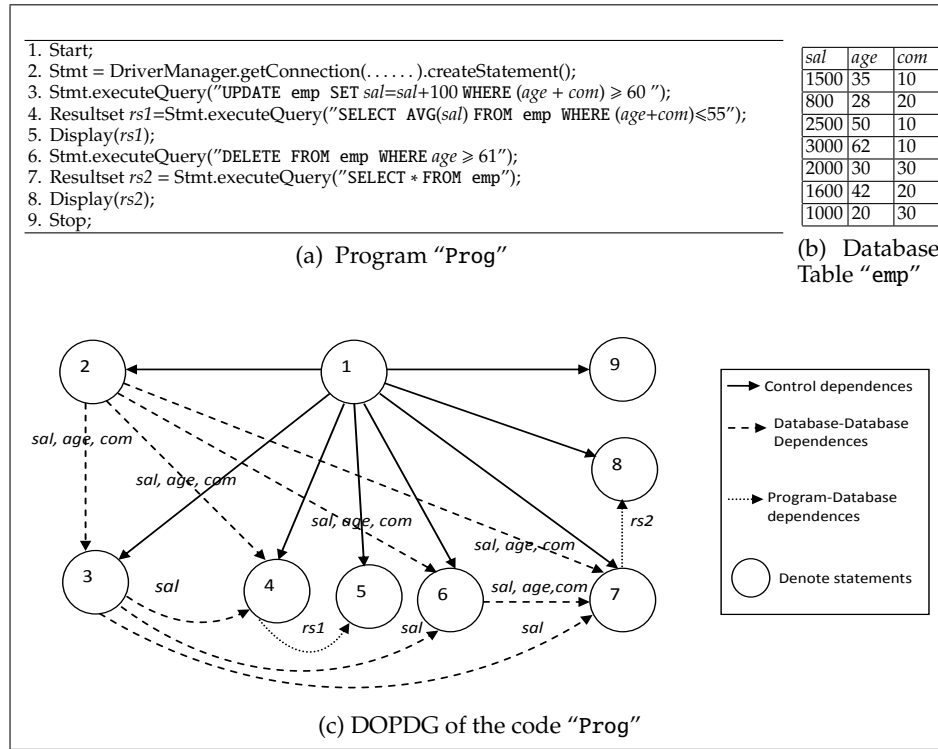 1. Start;
2. Stmt = DriverManager.getConnection(......).createStatement();
3. Stmt.executeQuery("UPDATE emp SET sal=sal+100 WHERE (age + com) ⩾ 60 ");
4. Resultset rs1=Stmt.executeQuery("SELECT AVG(sal) FROM emp WHERE (age+com)⩽55");
5. Display(rs1);
6. Stmt.executeQuery("DELETE FROM emp WHERE age ⩾ 61");
7. Resultset rs2 = Stmt.executeQuery("SELECT * FROM emp");
8. Display(rs2);
9. Stop;
(a) Program “Prog”
sal age com
1500 35 10
800 28 20
2500 50 10
3000 62 10
2000 30 30
1600 42 20
1000 20 30
(b) Database
Table “emp”
2
1
9
sal, age, com
8
sal, age, com
sal, age, com
rs2
sal, age, com
3
sal
4
rs1
5
sal
6
sal, age,com
sal
7
Control dependences
Database-Database
Dependences
Program-Database
dependences
Denote statements
(c) DOPDG of the code “Prog”